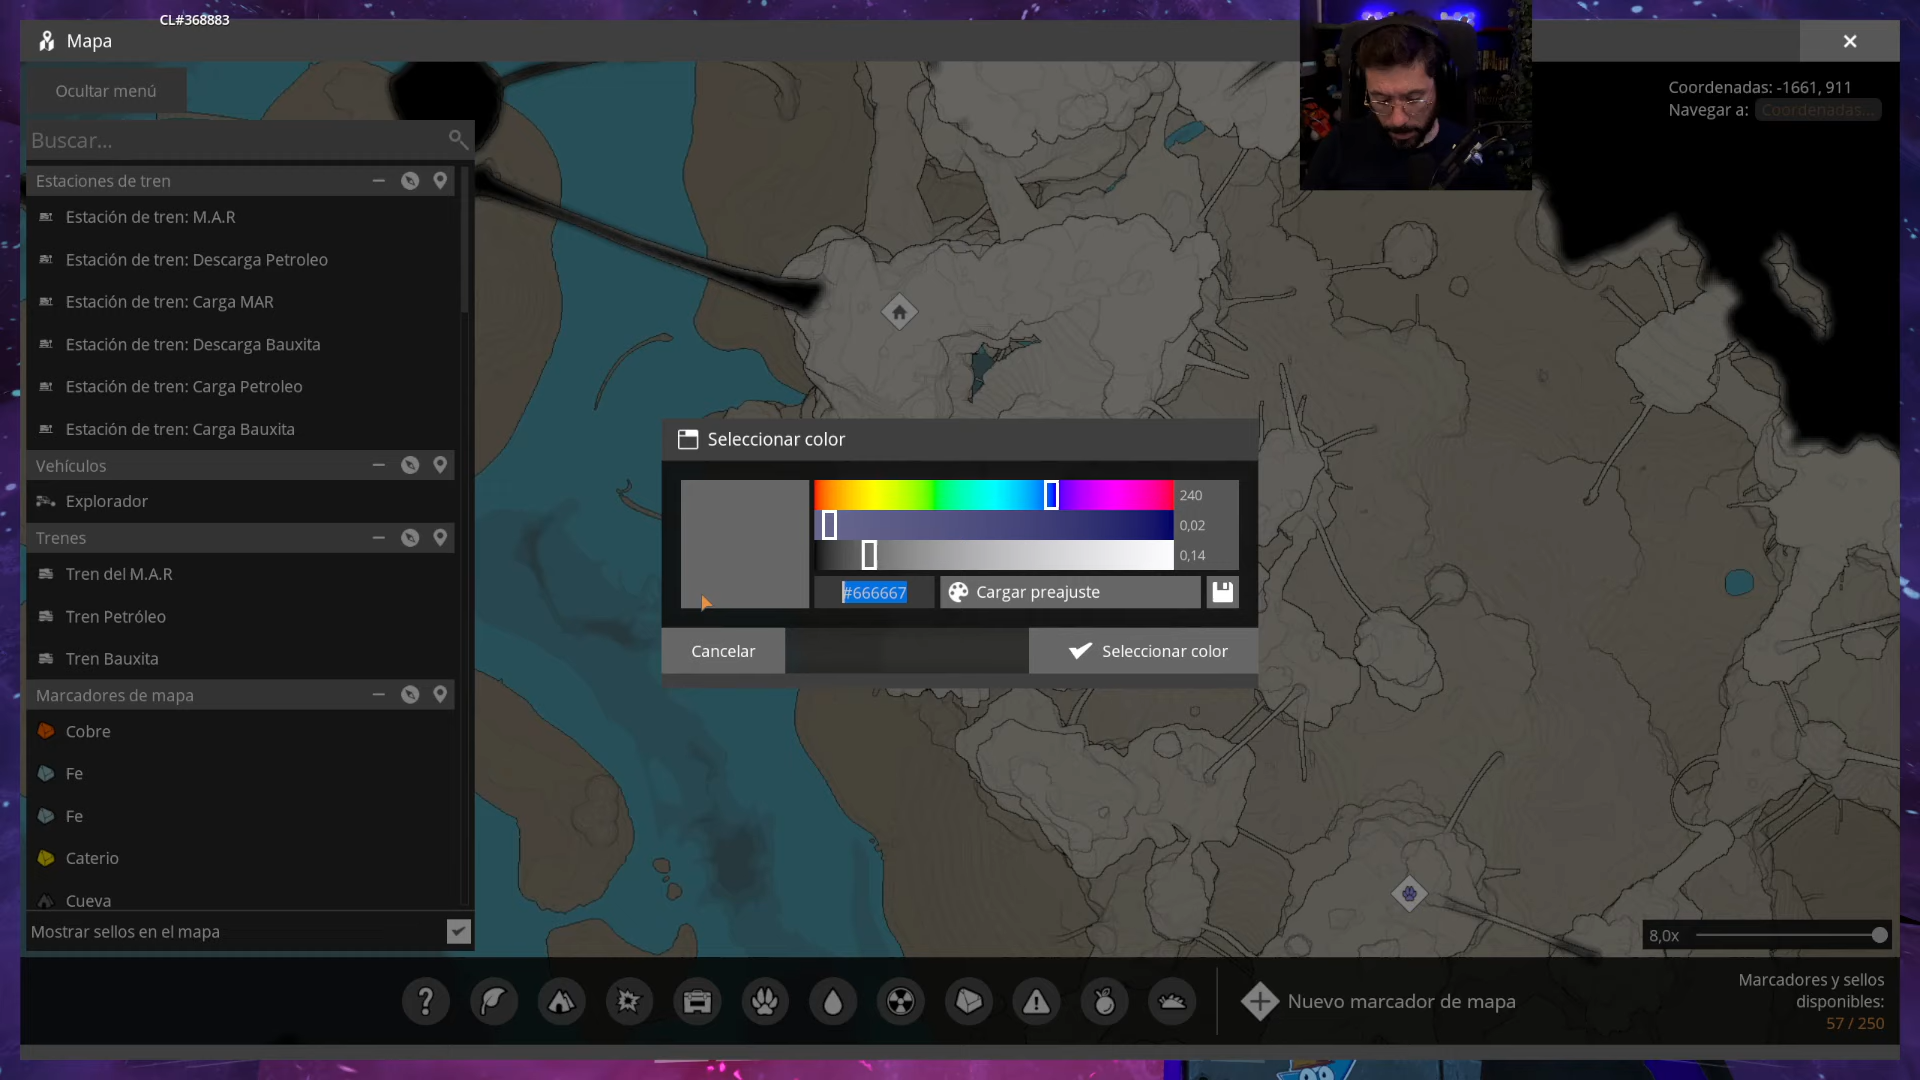 CL#368883
Mapa
Ocultar menú
Coordenadas: -1661, 911
Navegar a: Coordenadas...
Buscar...
Estaciones de tren
Estación de tren: M.A.R
Estación de tren: Descarga Petroleo
Estación de tren: Carga MAR
Estación de tren: Descarga Bauxita
Estación de tren: Carga Petroleo
Estación de tren: Carga Bauxita
Vehículos
Explorador
Trenes
Tren del M.A.R
Tren Petróleo
Tren Bauxita
Marcadores de mapa
Cobre
Fe
Fe
Caterio
Cueva
Mostrar sellos en el mapa
Seleccionar color
240
0,02
0,14
#666667
Cargar preajuste
Cancelar
Seleccionar color
8,0x
Nuevo marcador de mapa
Marcadores y sellos
disponibles:
57 / 250